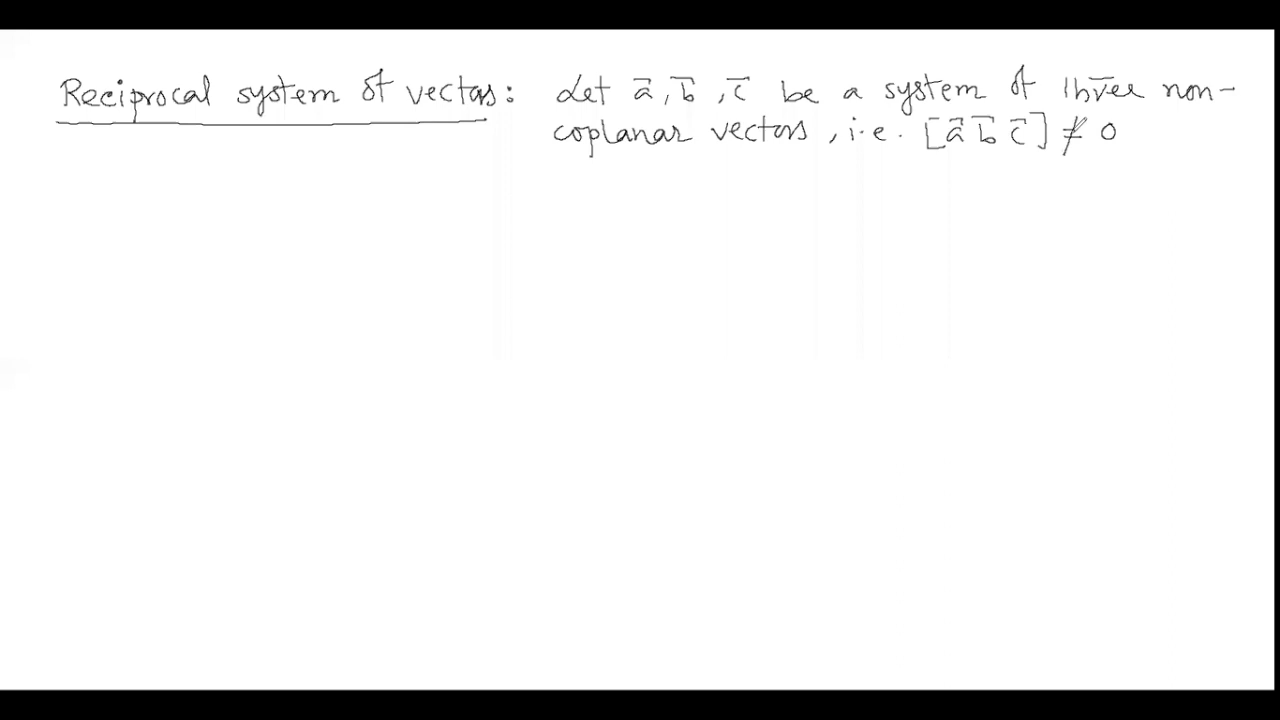 Reciprocal system of vectors: Let a̅, b̅, c̅ be a system of three non-
coplanar vectors, i.e. [a̅ b̅ c̅] ≠ 0